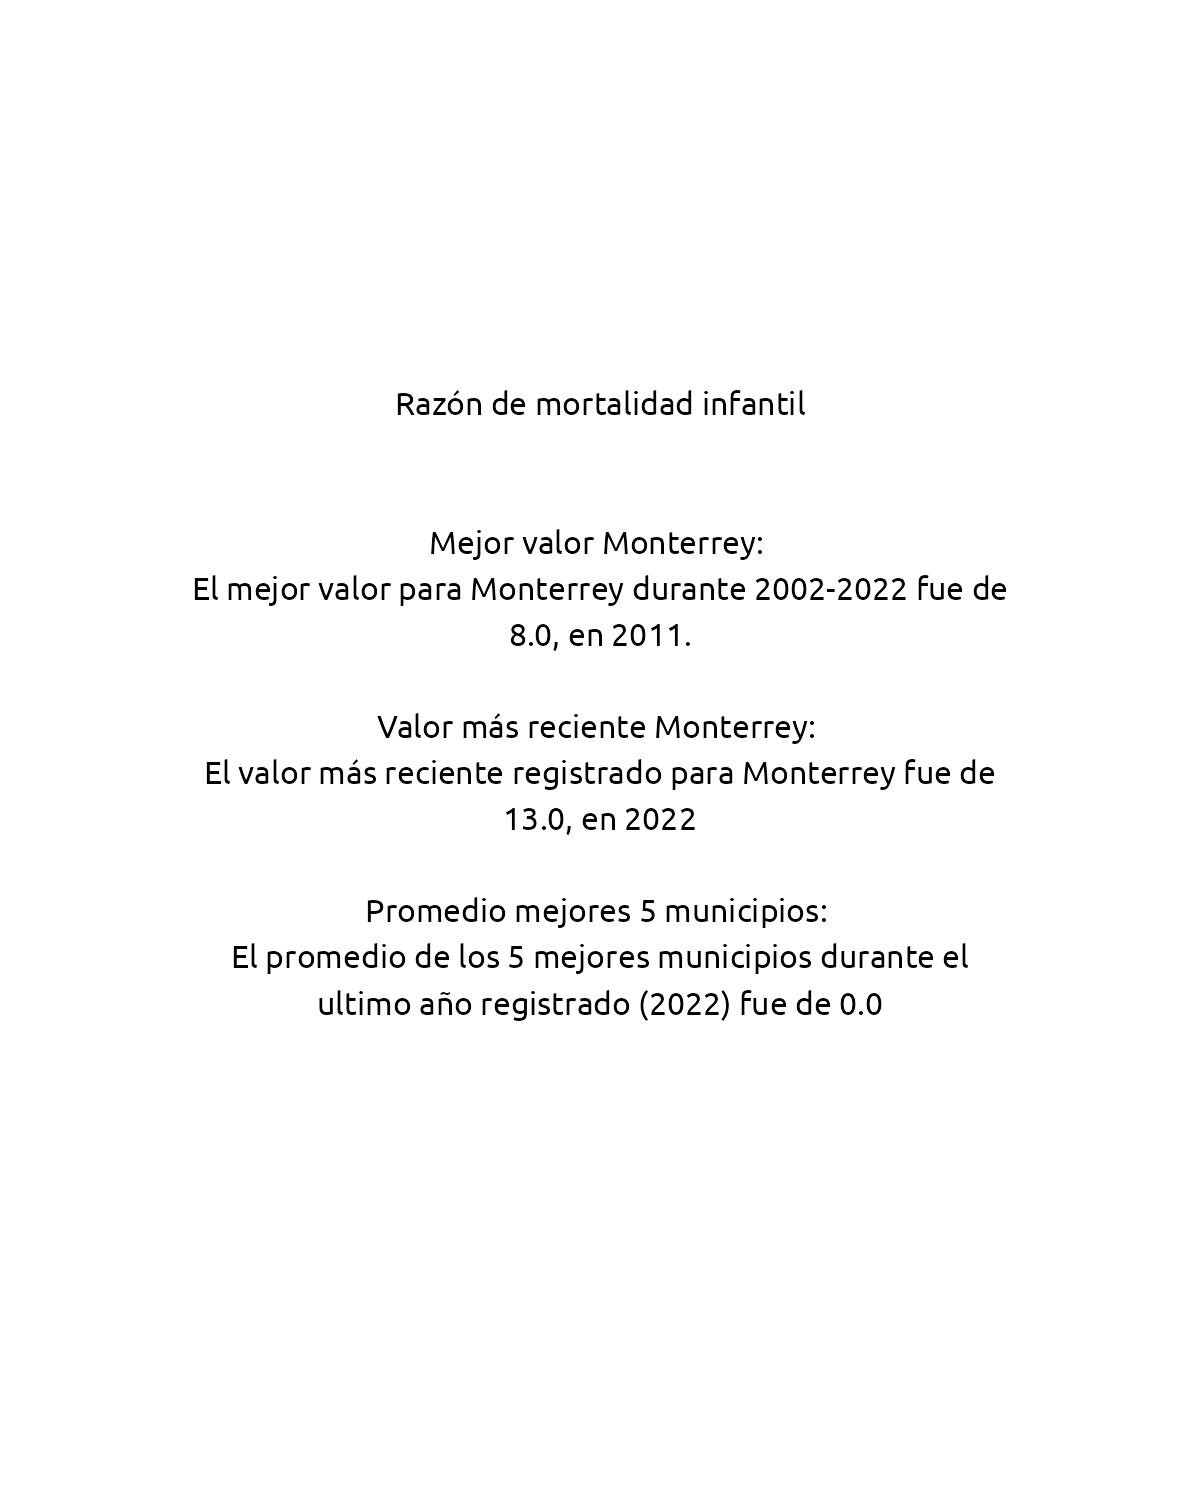 Razón de mortalidad infantil
Mejor valor Monterrey:
El mejor valor para Monterrey durante 2002-2022 fue de
8.0, en 2011.
Valor más reciente Monterrey:
El valor más reciente registrado para Monterrey fue de
13.0, en 2022
Promedio mejores 5 municipios:
El promedio de los 5 mejores municipios durante el
ultimo año registrado (2022) fue de 0.0